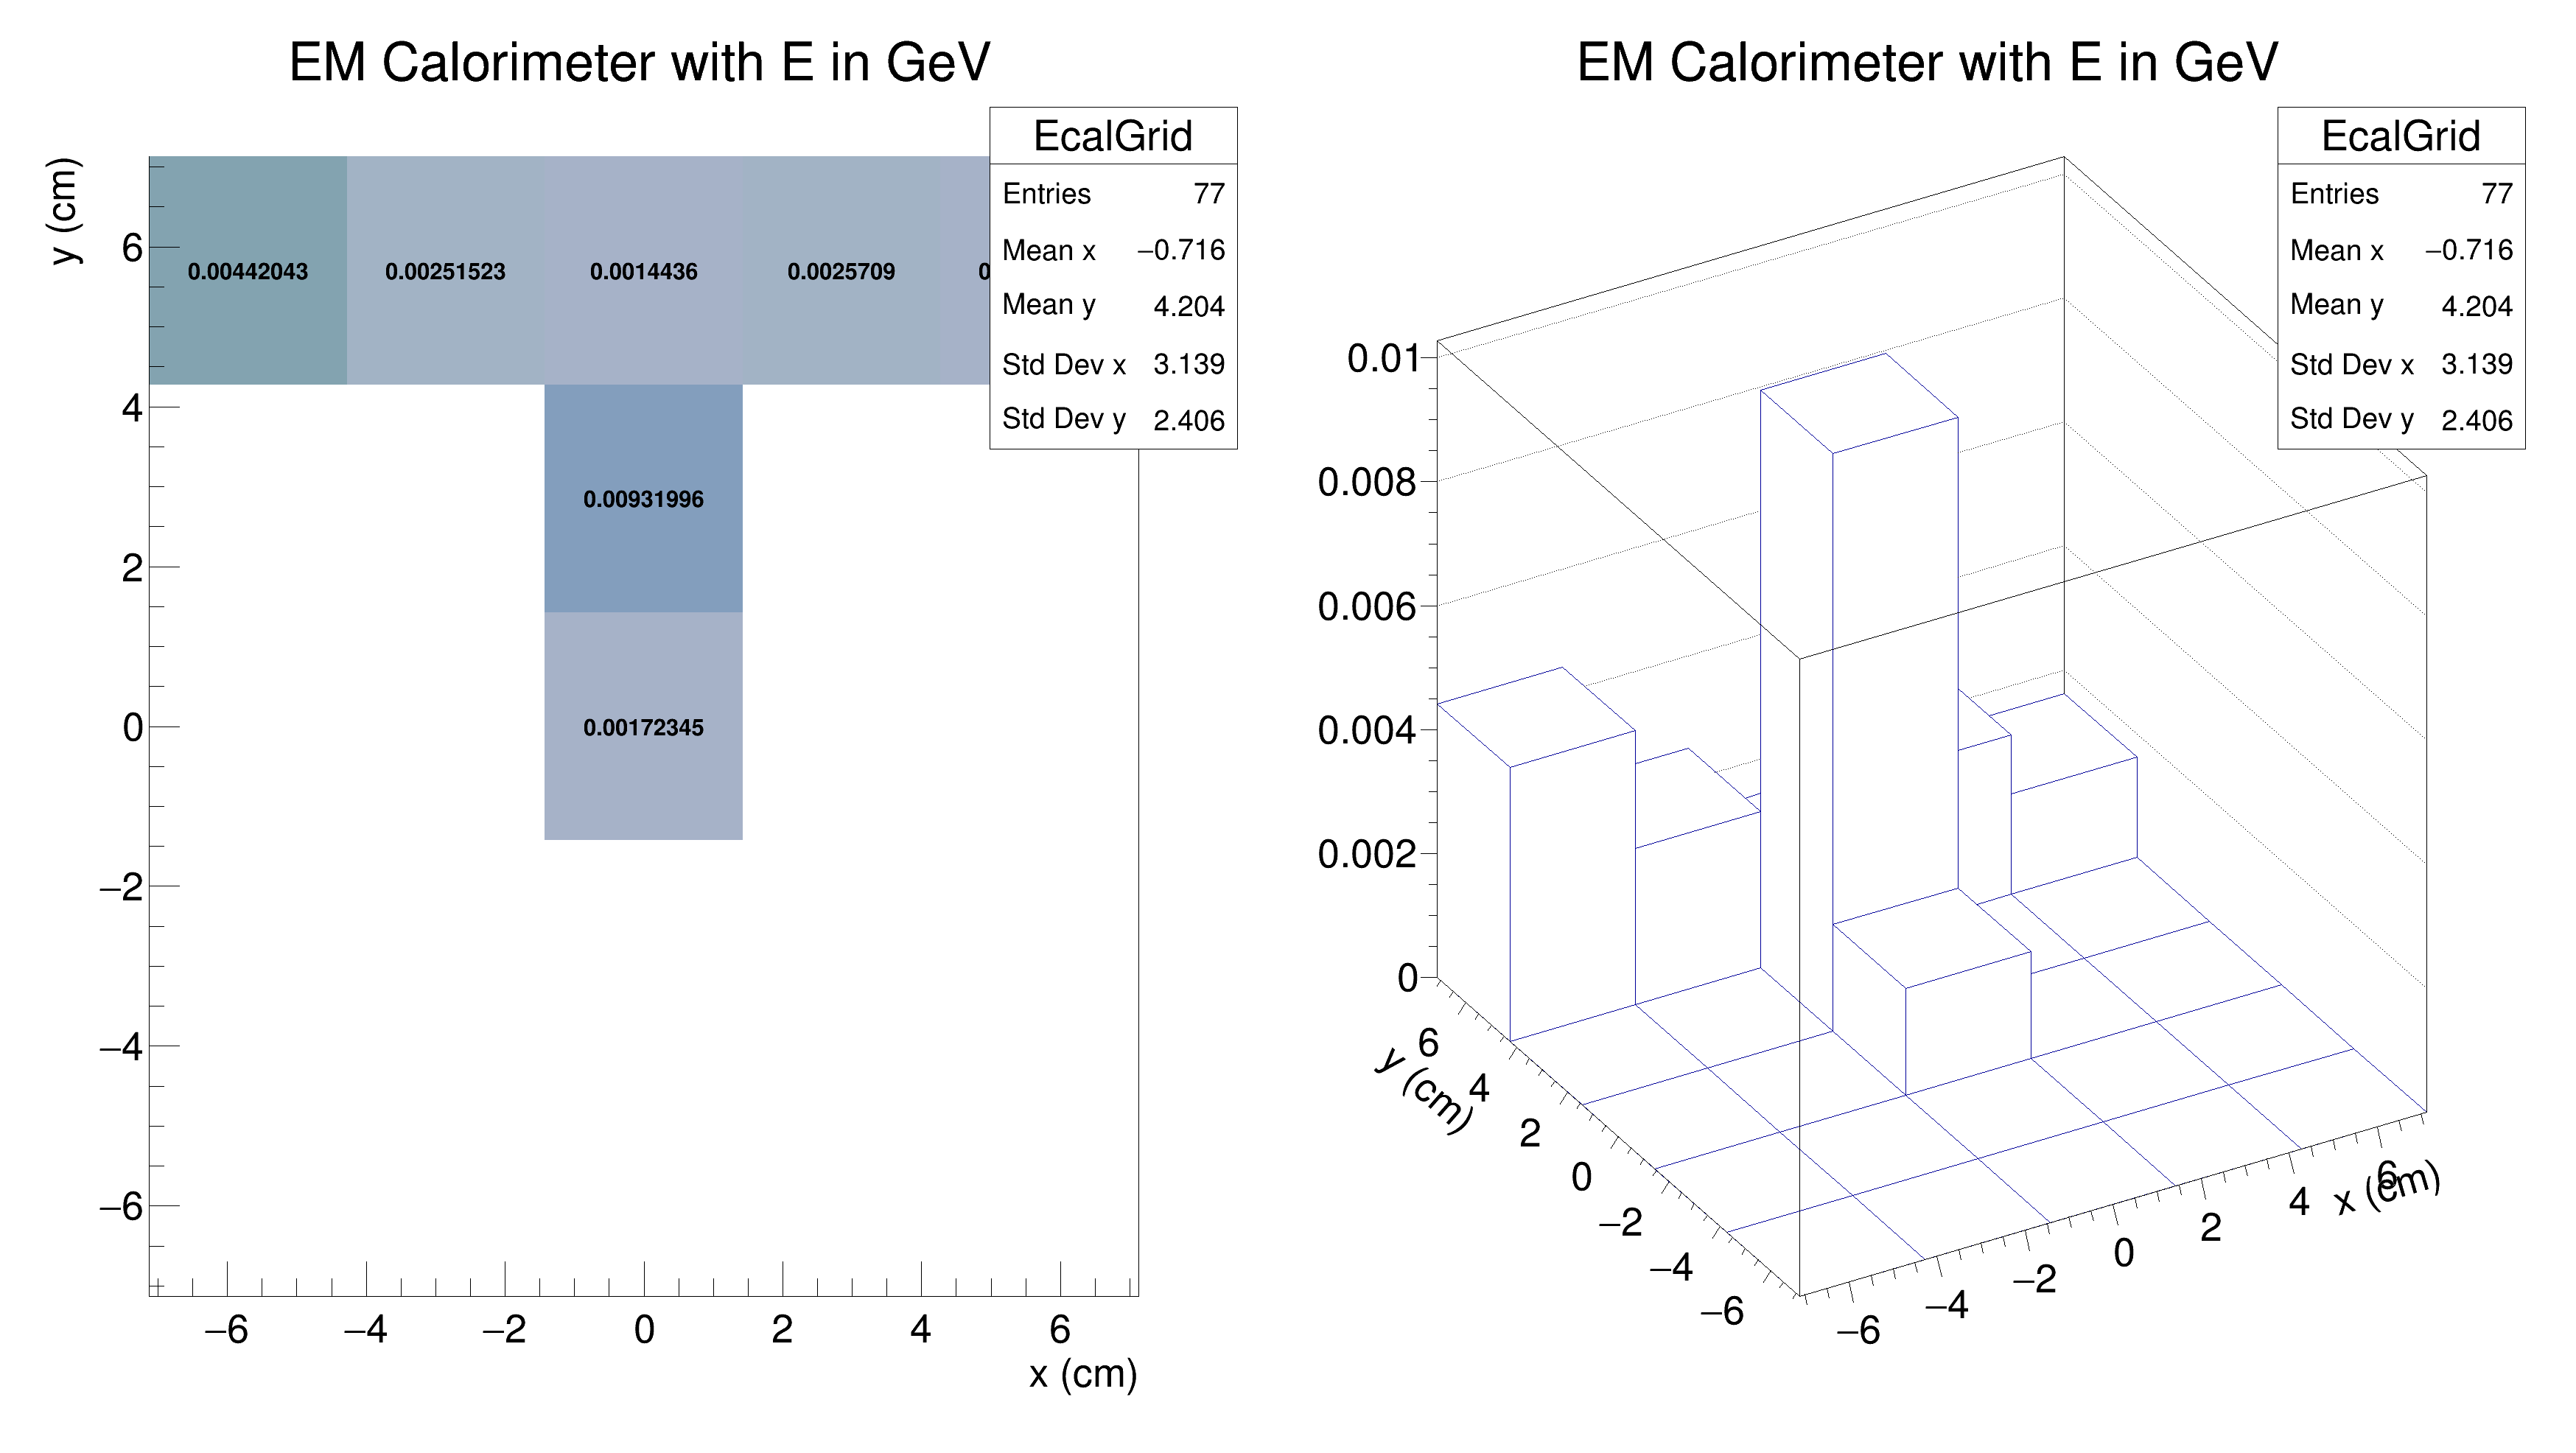 EM Calorimeter with E in GeV
EcalGrid
Entries 77
Mean x −0.716
Mean y 4.204
Std Dev x 3.139
Std Dev y 2.406
y (cm)
6
4
2
0
−2
−4
−6
0.00442043 0.00251523 0.0014436 0.0025709
0.00931996
0.00172345
−6 −4 −2 0 2 4 6
x (cm)
EM Calorimeter with E in GeV
EcalGrid
Entries 77
Mean x −0.716
Mean y 4.204
Std Dev x 3.139
Std Dev y 2.406
0.01
0.008
0.006
0.004
0.002
0
6
4
2
0
−2
−4
−6
y (cm)
−6 −4 −2 0 2 4 6
x (cm)